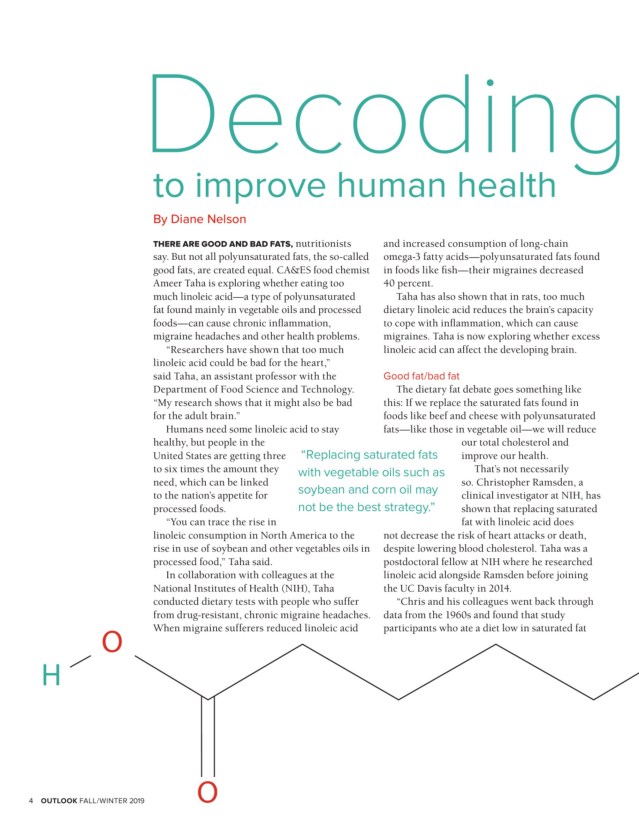 Decoding
to improve human health
By Diane Nelson
THERE ARE GOOD AND BAD FATS, nutritionists
say. But not all polyunsaturated fats, the so-called
good fats, are created equal. CA&ES food chemist
Ameer Taha is exploring whether eating too
much linoleic acid—a type of polyunsaturated
fat found mainly in vegetable oils and processed
foods—can cause chronic inflammation,
migraine headaches and other health problems.
“Researchers have shown that too much
linoleic acid could be bad for the heart,”
said Taha, an assistant professor with the
Department of Food Science and Technology.
“My research shows that it might also be bad
for the adult brain.”
Humans need some linoleic acid to stay
healthy, but people in the
United States are getting three
to six times the amount they
need, which can be linked
to the nation’s appetite for
processed foods.
“You can trace the rise in
linoleic consumption in North America to the
rise in use of soybean and other vegetables oils in
processed food,” Taha said.
In collaboration with colleagues at the
National Institutes of Health (NIH), Taha
conducted dietary tests with people who suffer
from drug-resistant, chronic migraine headaches.
When migraine sufferers reduced linoleic acid
“Replacing saturated fats
with vegetable oils such as
soybean and corn oil may
not be the best strategy.”
and increased consumption of long-chain
omega-3 fatty acids—polyunsaturated fats found
in foods like fish—their migraines decreased
40 percent.
Taha has also shown that in rats, too much
dietary linoleic acid reduces the brain’s capacity
to cope with inflammation, which can cause
migraines. Taha is now exploring whether excess
linoleic acid can affect the developing brain.
Good fat/bad fat
The dietary fat debate goes something like
this: If we replace the saturated fats found in
foods like beef and cheese with polyunsaturated
fats—like those in vegetable oil—we will reduce
our total cholesterol and
improve our health.
That’s not necessarily
so. Christopher Ramsden, a
clinical investigator at NIH, has
shown that replacing saturated
fat with linoleic acid does
not decrease the risk of heart attacks or death,
despite lowering blood cholesterol. Taha was a
postdoctoral fellow at NIH where he researched
linoleic acid alongside Ramsden before joining
the UC Davis faculty in 2014.
“Chris and his colleagues went back through
data from the 1960s and found that study
participants who ate a diet low in saturated fat
O
H
O
4 OUTLOOK FALL/WINTER 2019